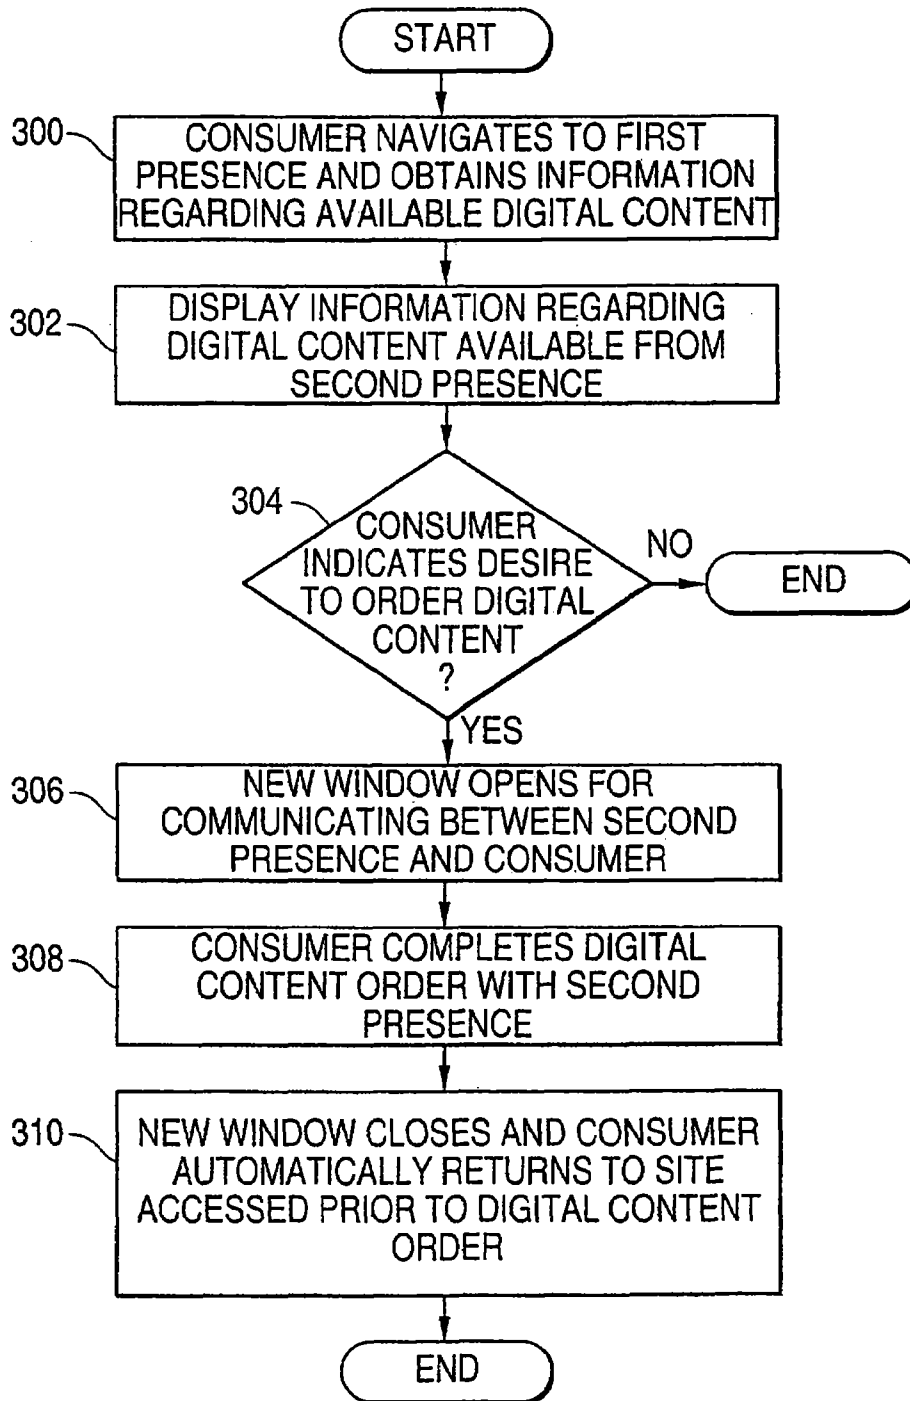 START
300
CONSUMER NAVIGATES TO FIRST
PRESENCE AND OBTAINS INFORMATION
REGARDING AVAILABLE DIGITAL CONTENT
302
DISPLAY INFORMATION REGARDING
DIGITAL CONTENT AVAILABLE FROM
SECOND PRESENCE
304
CONSUMER
INDICATES DESIRE
TO ORDER DIGITAL
CONTENT
?
NO
END
YES
306
NEW WINDOW OPENS FOR
COMMUNICATING BETWEEN SECOND
PRESENCE AND CONSUMER
308
CONSUMER COMPLETES DIGITAL
CONTENT ORDER WITH SECOND
PRESENCE
310
NEW WINDOW CLOSES AND CONSUMER
AUTOMATICALLY RETURNS TO SITE
ACCESSED PRIOR TO DIGITAL CONTENT
ORDER
END